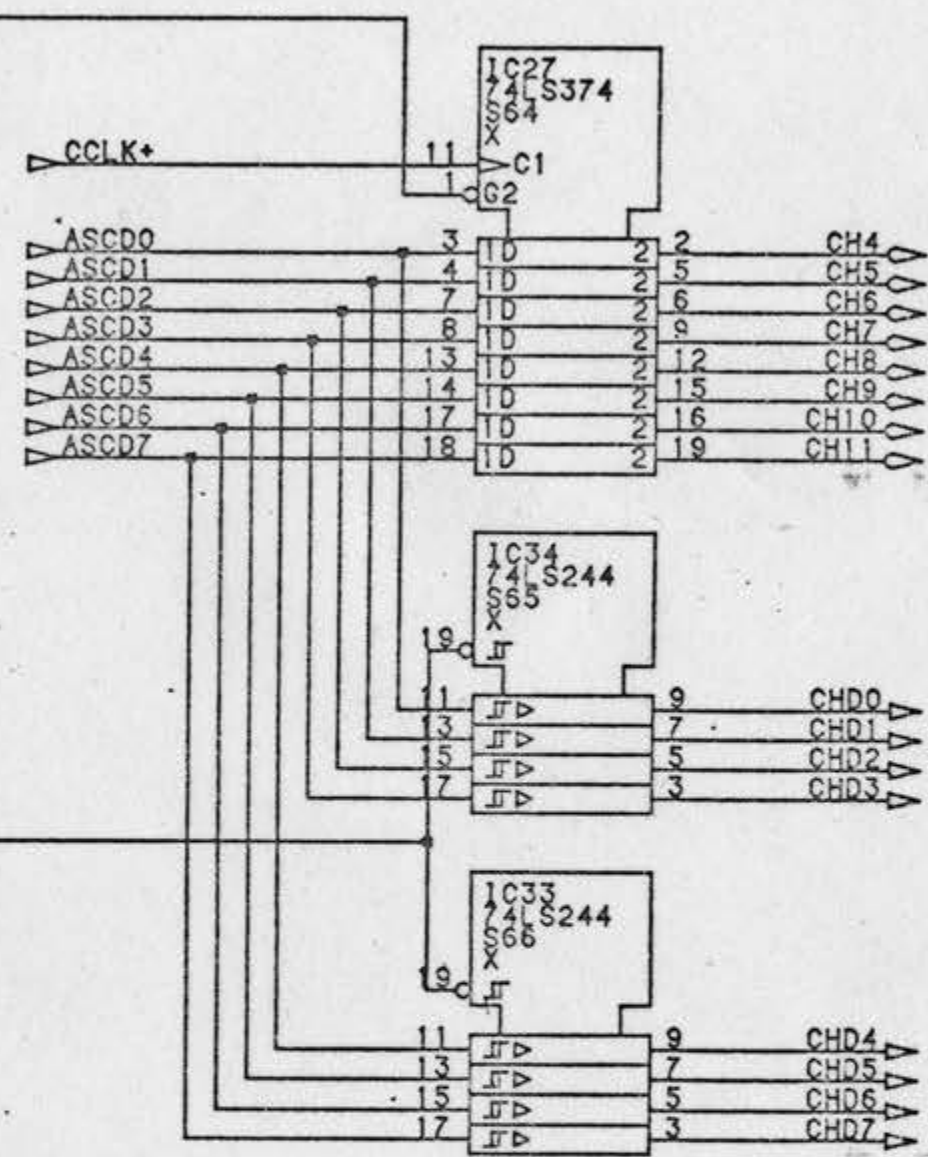 IC27
74LS374
S64
X
CCLK+ 11 C1
1 G2
ASCD0 3 1D 2 2 CH4
ASCD1 4 1D 2 5 CH5
ASCD2 7 1D 2 6 CH6
ASCD3 8 1D 2 9 CH7
ASCD4 13 1D 2 12 CH8
ASCD5 14 1D 2 15 CH9
ASCD6 17 1D 2 16 CH10
ASCD7 18 1D 2 19 CH11
IC34
74LS244
S65
X
19
11 9 CHD0
13 7 CHD1
15 5 CHD2
17 3 CHD3
IC33
74LS244
S66
X
19
11 9 CHD4
13 7 CHD5
15 5 CHD6
17 3 CHD7